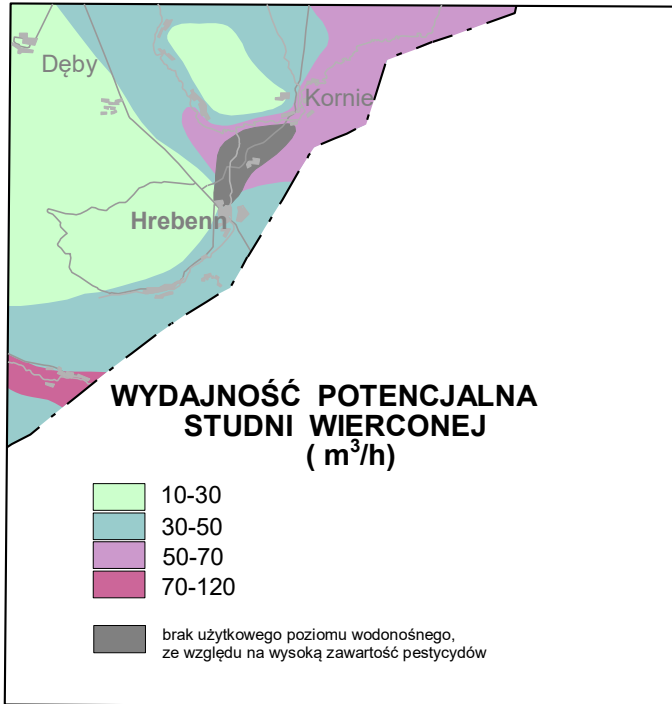 Dęby
Kornie
Hrebenn
WYDAJNOŚĆ POTENCJALNA
STUDNI WIERCONEJ
( m³/h)
10-30
30-50
50-70
70-120
brak użytkowego poziomu wodonośnego,
ze względu na wysoką zawartość pestycydów